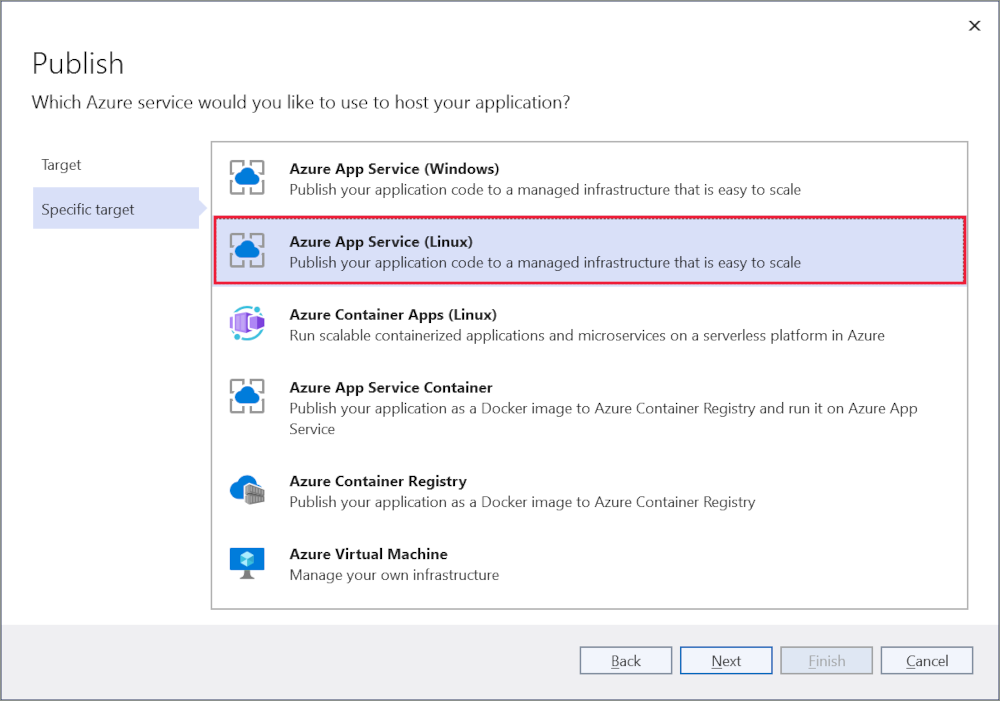 Publish
Which Azure service would you like to use to host your application?
Target
Specific target
Azure App Service (Windows)
Publish your application code to a managed infrastructure that is easy to scale
Azure App Service (Linux)
Publish your application code to a managed infrastructure that is easy to scale
Azure Container Apps (Linux)
Run scalable containerized applications and microservices on a serverless platform in Azure
Azure App Service Container
Publish your application as a Docker image to Azure Container Registry and run it on Azure App
Service
Azure Container Registry
Publish your application as a Docker image to Azure Container Registry
Azure Virtual Machine
Manage your own infrastructure
Back
Next
Finish
Cancel